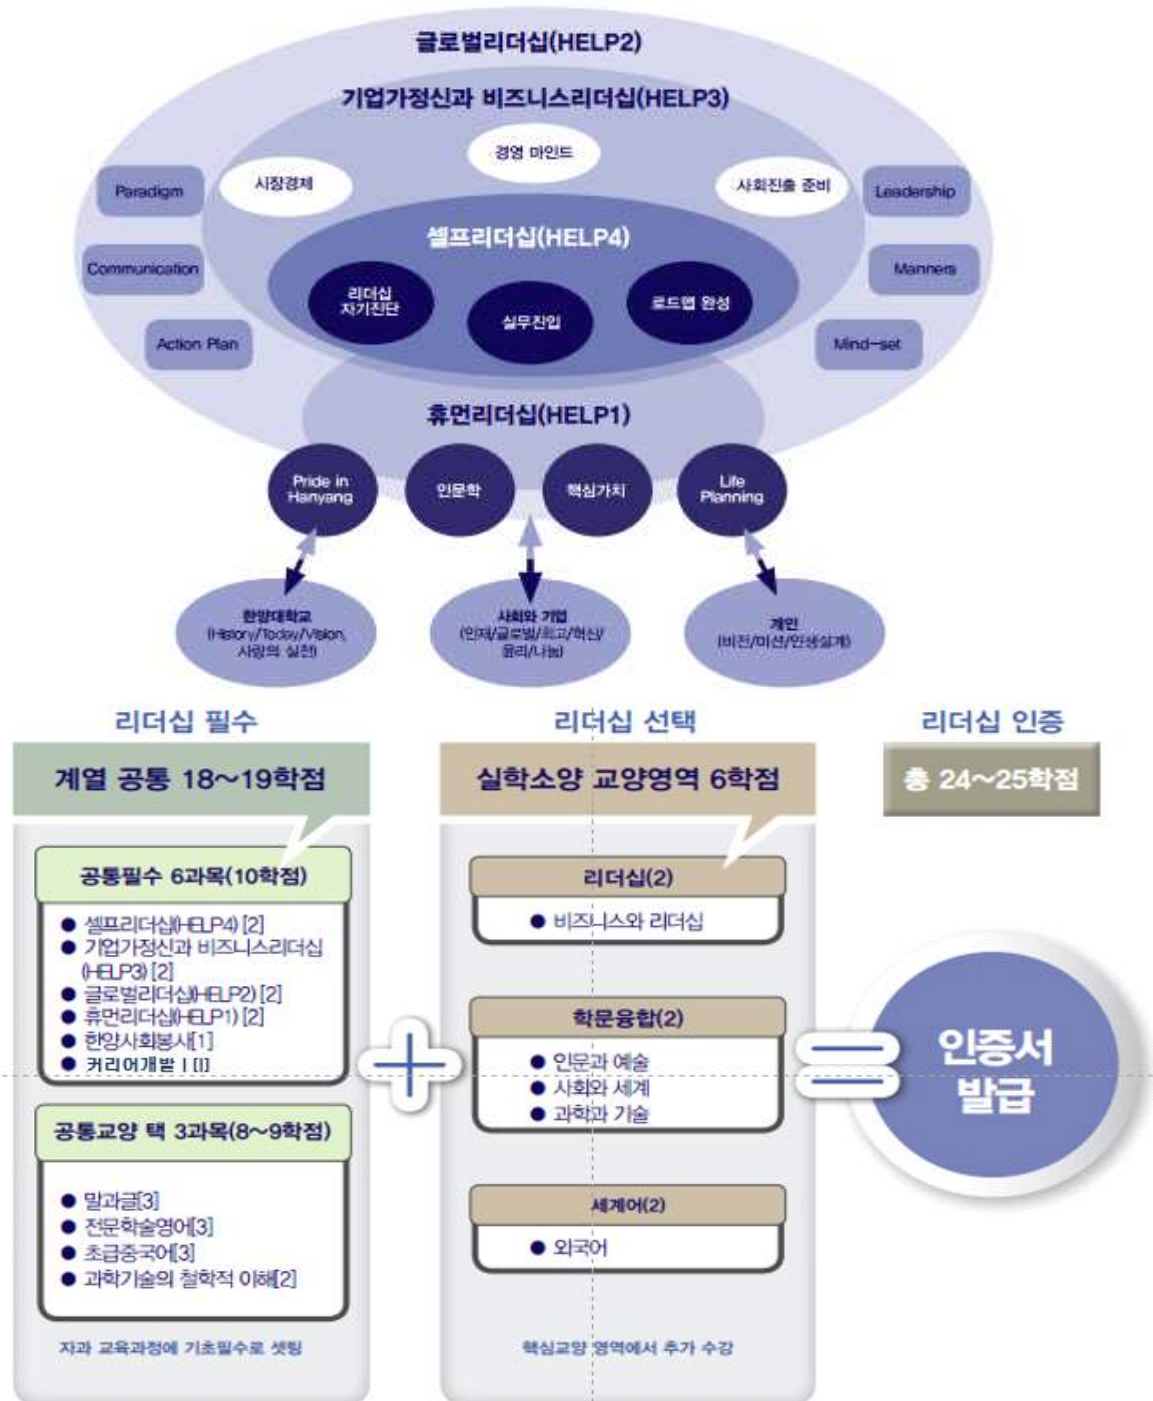 글로벌리더십(HELP2)
기업가정신과 비즈니스리더십(HELP3)
경영 마인드
시장경제
사회진출 준비
Paradigm
Leadership
셀프리더십(HELP4)
Communication
Manners
리더십
자기진단
실무진입
로드맵 완성
Action Plan
Mind-set
휴먼리더십(HELP1)
Pride in
Hanyang
인문학
핵심가치
Life
Planning
한양대학교
(History/Today/Vision,
사랑의 실천)
사회와 기업
(인재/글로벌/최고/혁신/
윤리/나눔)
개인
(비전/미션/인생설계)
리더십 필수
리더십 선택
리더십 인증
계열 공통 18~19학점
실학소양 교양영역 6학점
총 24~25학점
공통필수 6과목(10학점)
● 셀프리더십(HELP4) [2]
● 기업가정신과 비즈니스리더십
(HELP3) [2]
● 글로벌리더십(HELP2) [2]
● 휴먼리더십(HELP1) [2]
● 한양사회봉사[1]
● 커리어개발 I [I]
공통교양 택 3과목(8~9학점)
● 말과글[3]
● 전문학술영어[3]
● 초급중국어[3]
● 과학기술의 철학적 이해[2]
자과 교육과정에 기초필수로 셋팅
리더십(2)
● 비즈니스와 리더십
학문융합(2)
● 인문과 예술
● 사회와 세계
● 과학과 기술
세계어(2)
● 외국어
핵심교양 영역에서 추가 수강
인증서
발급